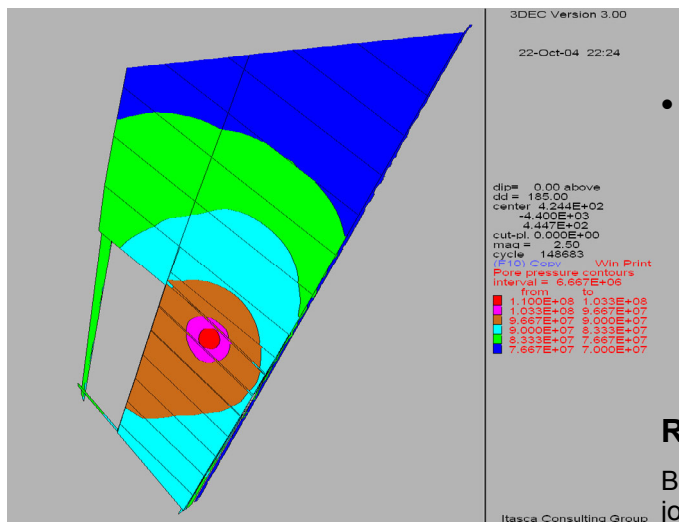 3DEC Version 3.00
22-Oct-04 22:24
•
dip= 0.00 above
dd = 185.00
center 4.244E+02
-4.400E+03
4.447E+02
cut-pl. 0.000E+00
mag = 2.50
cycle 148683
(F10) Copy Win Print
Pore pressure contours
interval = 6.667E+06
from to
1.100E+08 1.033E+08
1.033E+08 9.667E+07
9.667E+07 9.000E+07
9.000E+07 8.333E+07
8.333E+07 7.667E+07
7.667E+07 7.000E+07
R
B
Itasca Consulting Group
jo